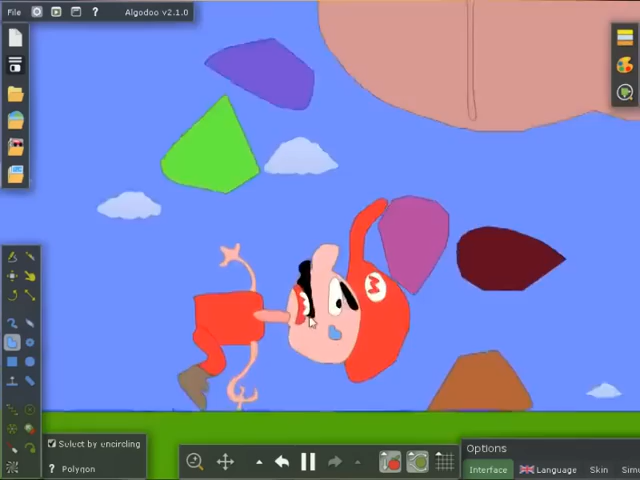 File
?
Algodoo v2.1.0
M
Select by encircling
? Polygon
Options
Interface
Language
Skin
Simu